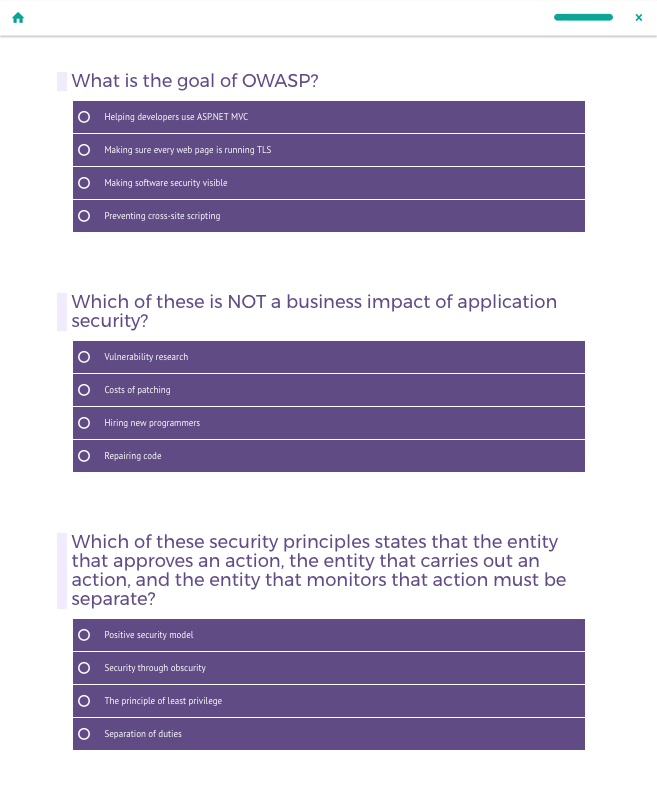 What is the goal of OWASP?
Helping developers use ASP.NET MVC
Making sure every web page is running TLS
Making software security visible
Preventing cross-site scripting
Which of these is NOT a business impact of application
security?
Vulnerability research
Costs of patching
Hiring new programmers
Repairing code
Which of these security principles states that the entity
that approves an action, the entity that carries out an
action, and the entity that monitors that action must be
separate?
Positive security model
Security through obscurity
The principle of least privilege
Separation of duties